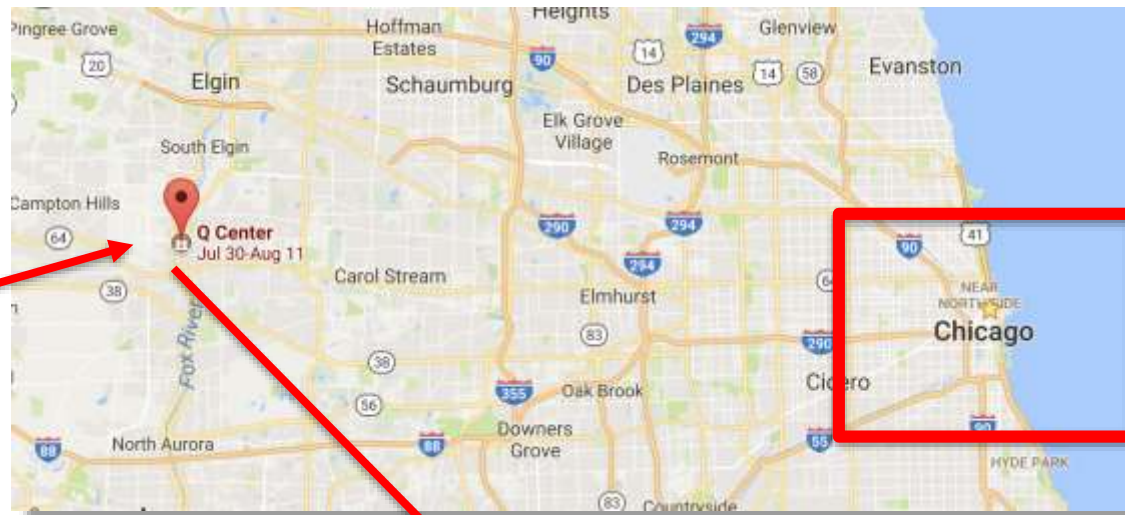 Pingree Grove
Hoffman
Estates
Heights
294
Glenview
20
90
14
14
58
Evanston
Elgin
Schaumburg
Des Plaines
Elk Grove
Village
South Elgin
Rosemont
Campton Hills
64
Q Center
Jul 30-Aug 11
290
294
90
41
294
Carol Stream
38
Elmhurst
NEAR
NORTH SIDE
Chicago
Fox River
83
290
38
355
Oak Brook
Cicero
56
Downers
Grove
North Aurora
88
88
55
90
HYDE PARK
83
Countryside